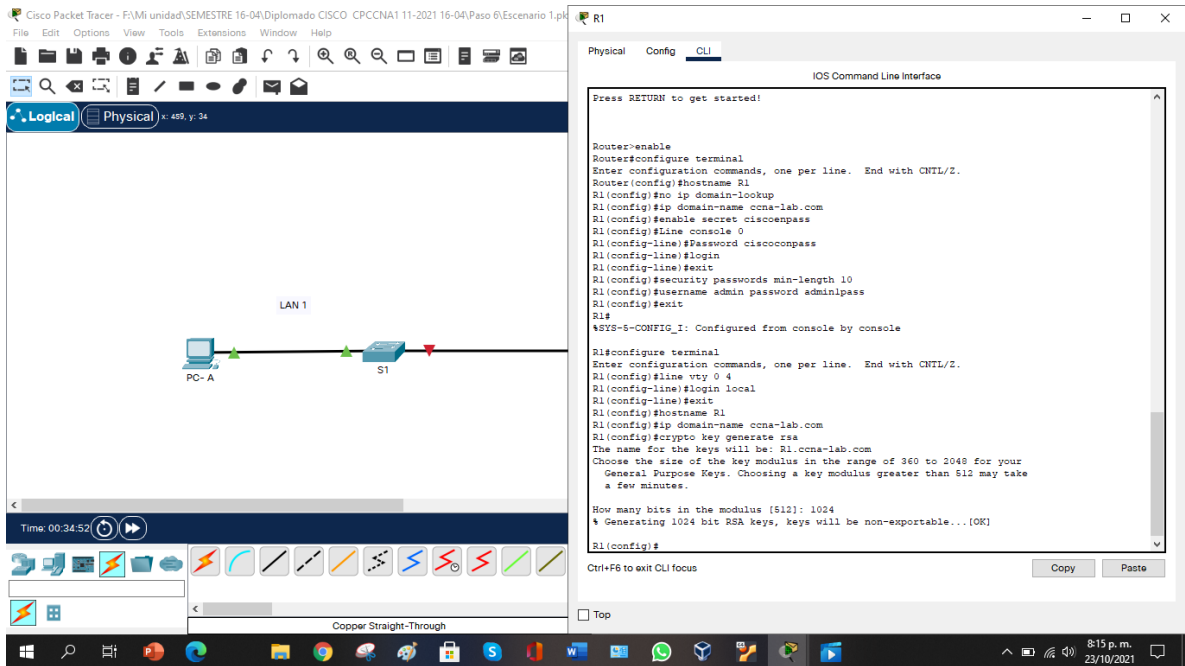 Cisco Packet Tracer - F:\Mi unidad\SEMESTRE 16-04\Diplomado CISCO CPCCNA1 11-2021 16-04\Paso 6\Escenario 1.pk
File Edit Options View Tools Extensions Window Help
Logical Physical x: 459, y: 34
LAN 1
PC- A
S1
Time: 00:34:52
Copper Straight-Through
R1
Physical Config CLI
IOS Command Line Interface
Press RETURN to get started!
Router>enable
Router#configure terminal
Enter configuration commands, one per line. End with CNTL/Z.
Router(config)#hostname R1
R1(config)#no ip domain-lookup
R1(config)#ip domain-name ccna-lab.com
R1(config)#enable secret ciscoenpass
R1(config)#Line console 0
R1(config-line)#Password ciscoconpass
R1(config-line)#login
R1(config-line)#exit
R1(config)#security passwords min-length 10
R1(config)#username admin password admin1pass
R1(config)#exit
R1#
%SYS-5-CONFIG_I: Configured from console by console
R1#configure terminal
Enter configuration commands, one per line. End with CNTL/Z.
R1(config)#line vty 0 4
R1(config-line)#login local
R1(config-line)#exit
R1(config)#hostname R1
R1(config)#ip domain-name ccna-lab.com
R1(config)#crypto key generate rsa
The name for the keys will be: R1.ccna-lab.com
Choose the size of the key modulus in the range of 360 to 2048 for your
General Purpose Keys. Choosing a key modulus greater than 512 may take
a few minutes.
How many bits in the modulus [512]: 1024
% Generating 1024 bit RSA keys, keys will be non-exportable...[OK]
R1(config)#
Ctrl+F6 to exit CLI focus
Copy Paste
Top
8:15 p. m.
23/10/2021